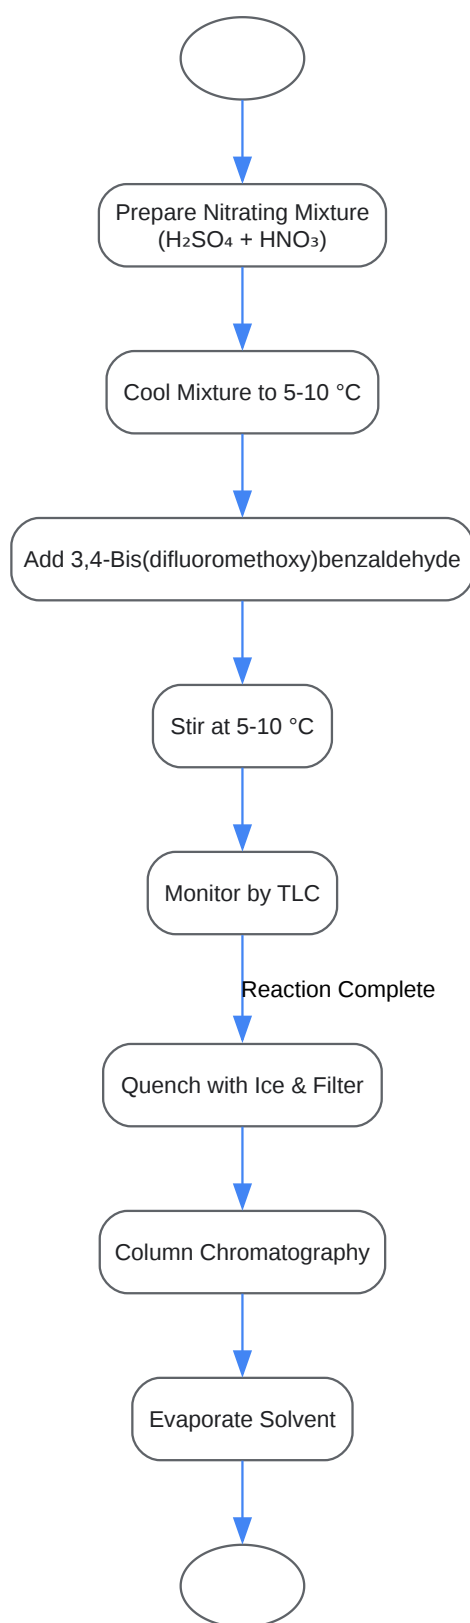 Prepare Nitrating Mixture
(H₂SO₄ + HNO₃)
Cool Mixture to 5-10 °C
Add 3,4-Bis(difluoromethoxy)benzaldehyde
Stir at 5-10 °C
Monitor by TLC
Reaction Complete
Quench with Ice & Filter
Column Chromatography
Evaporate Solvent